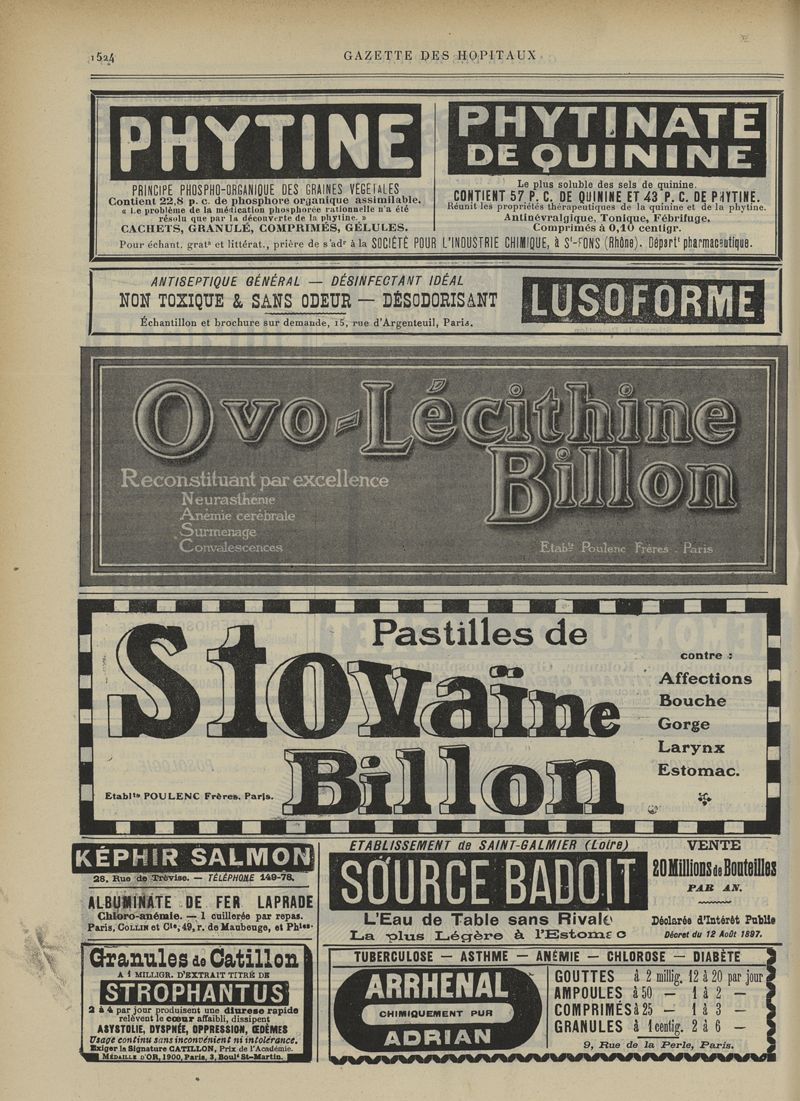 1524
GAZETTE DES HOPITAUX
PHYTINE
PRINCIPE PHOSPHO-ORGANIQUE DES GRAINES VEGETALES
Contient 22,8 p. c. de phosphore organique assimilable.
« Le problème de la médication phosphorée rationnelle n'a été
résolu que par la découverte de la phytine. »
CACHETS, GRANULÉ, COMPRIMÉS, GÉLULES.
PHYTINATE
DE QUININE
Le plus soluble des sels de quinine.
CONTIENT 57 P. C. DE QUININE ET 43 P. C. DE PHYTINE.
Réunit les propriétés thérapeutiques de la quinine et de la phytine.
Antinévralgique, Tonique, Fébrifuge.
Comprimés à 0,10 centigr.
Pour échant. grats et littérat., prière de s'adr à la SOCIÉTÉ POUR L'INDUSTRIE CHIMIQUE, à St-FONS (Rhône). Départt pharmaceutique.
ANTISEPTIQUE GÉNÉRAL — DÉSINFECTANT IDÉAL
NON TOXIQUE & SANS ODEUR — DÉSODORISANT
Échantillon et brochure sur demande, 15, rue d'Argenteuil, Paris.
LUSOFORME
Ovo-Lécithine
Billon
Reconstituant par excellence
Neurasthénie
Anémie cérébrale
Surmenage
Convalescences
Etabts Poulenc Frères . Paris
Pastilles de
Stovaïne
Billon
contre :
Affections
Bouche
Gorge
Larynx
Estomac.
Etablts POULENC Frères. Paris.
KÉPHIR SALMON
28, Rue de Trévise. — TÉLÉPHONE 149-78.
ALBUMINATE DE FER LAPRADE
Chloro-anémie. — 1 cuillerée par repas.
Paris, COLLIN et Cie, 49, r. de Maubeuge, et Phies.
Granules de Catillon
A 1 MILLIGR. D'EXTRAIT TITRÉ DE
STROPHANTUS
2 à 4 par jour produisent une diurese rapide
relèvent le cœur affaibli, dissipent
ASYSTOLIE, DYSPNÉE, OPPRESSION, ŒDÈMES
Usage continu sans inconvénient ni intolérance.
Exiger la Signature CATILLON, Prix de l'Académie.
MÉDAILLE D'OR, 1900, Paris, 3, Boult St-Martin.
ETABLISSEMENT de SAINT-GALMIER (Loire)
SOURCE BADOIT
L'Eau de Table sans Rivale
La plus Légère à l'Estomac
VENTE
20 Millions de Bouteilles
PAR AN.
Déclarée d'Intérêt Public
Décret du 12 Août 1897.
TUBERCULOSE — ASTHME — ANÉMIE — CHLOROSE — DIABÈTE
ARRHENAL
CHIMIQUEMENT PUR
ADRIAN
GOUTTES à 2 millig. 12 à 20 par jour
AMPOULES à 50 — 1 à 2 —
COMPRIMÉS à 25 — 1 à 3 —
GRANULES à 1 centig. 2 à 6 —
9, Rue de la Perle, Paris.